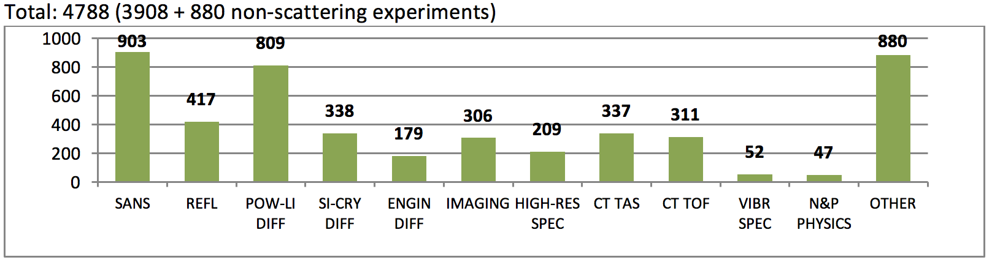 Total: 4788 (3908 + 880 non-scattering experiments)
1000
800
600
400
200
0
903
417
809
338
179
306
209
337
311
52
47
880
SANS
REFL
POW-LI
DIFF
SI-CRY
DIFF
ENGIN
DIFF
IMAGING
HIGH-RES
SPEC
CT TAS
CT TOF
VIBR
SPEC
N&P
PHYSICS
OTHER